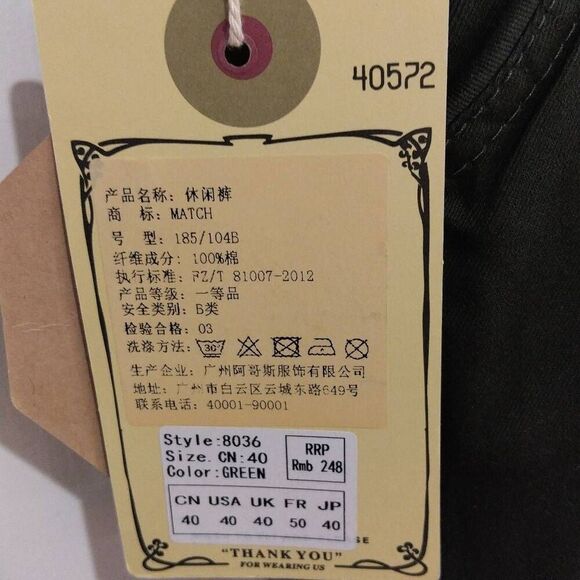 40572
产品名称: 休闲裤
商 标: MATCH
号 型: 185/104B
纤维成分: 100%棉
执行标准: FZ/T 81007-2012
产品等级: 一等品
安全类别: B类
检验合格: 03
洗涤方法: 30
生产企业: 广州阿哥斯服饰有限公司
地址: 广州市白云区云城东路649号
联系电话: 40001-90001
Style:8036
Size. CN:40
Color:GREEN
RRP
Rmb 248
CN USA UK FR JP
40 40 40 50 40
SE
"THANK YOU"
FOR WEARING US